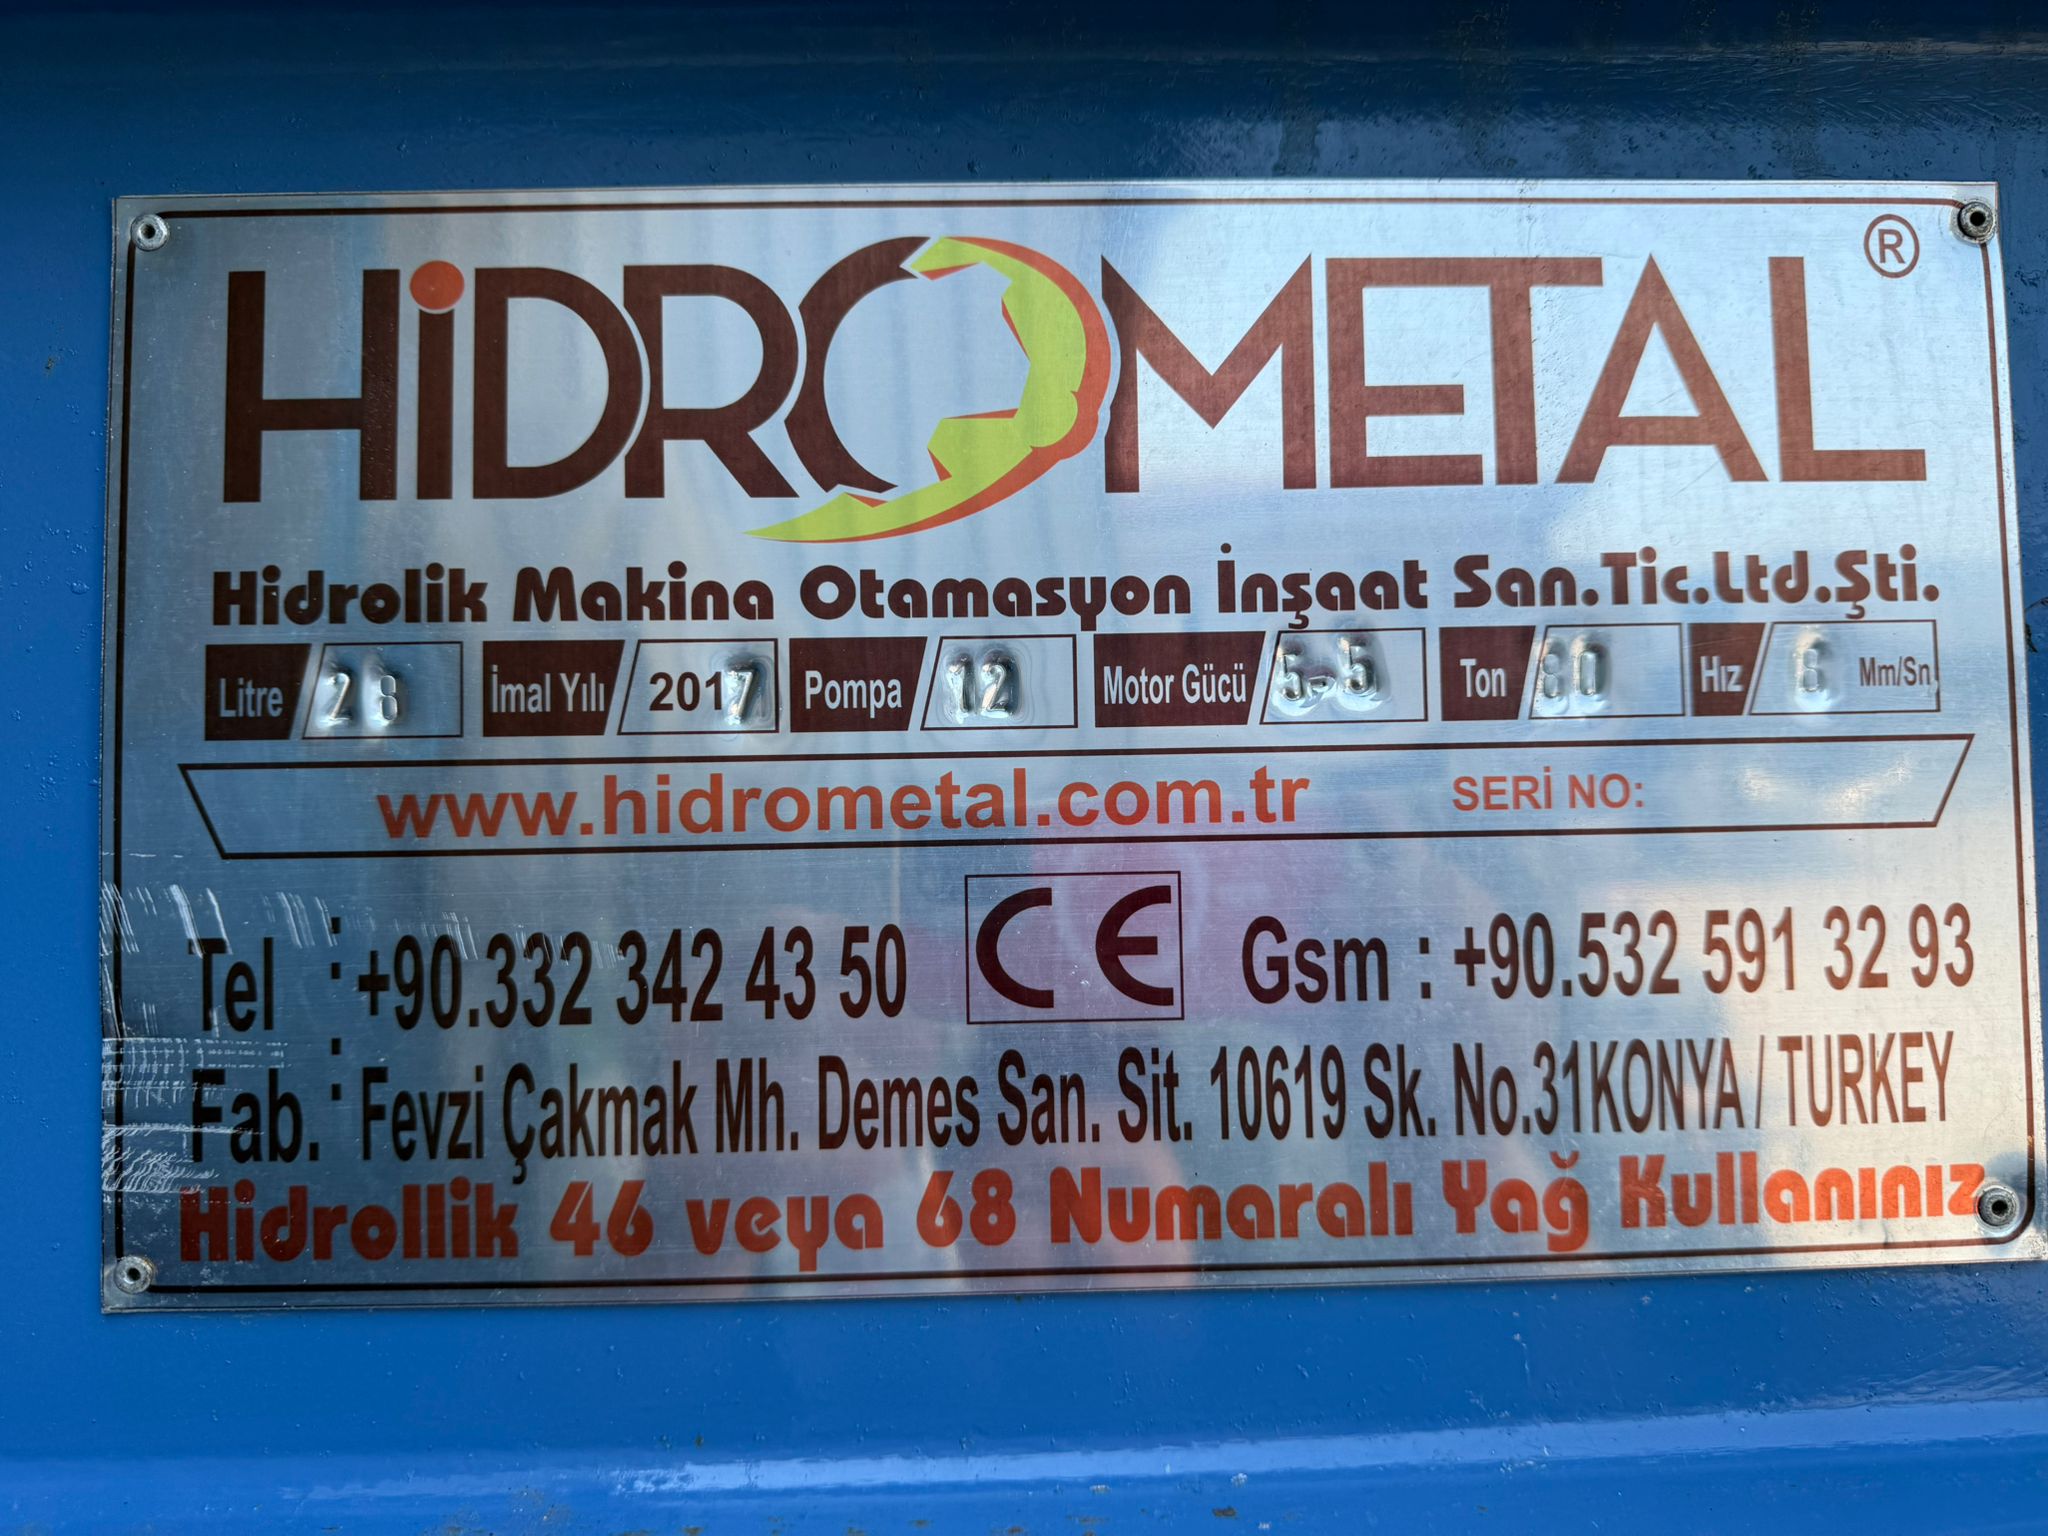 HiDROMETAL ®
Hidrolik Makina Otamasyon İnşaat San.Tic.Ltd.Şti.
Litre 28 İmal Yılı 2017 Pompa 12 Motor Gücü 5.5 Ton 80 Hız 8 Mm/Sn
www.hidrometal.com.tr SERİ NO:
Tel : +90.332 342 43 50 CE Gsm : +90.532 591 32 93
Fab. : Fevzi Çakmak Mh. Demes San. Sit. 10619 Sk. No.31KONYA / TURKEY
Hidrollik 46 veya 68 Numaralı Yağ Kullanınız